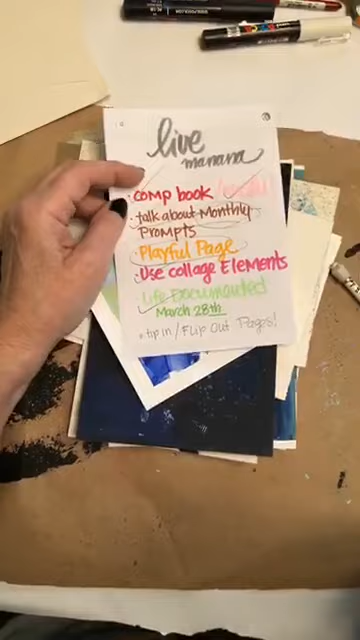 live
manana
• comp book
• talk about Monthly
Prompts
• Playful Page
• Use collage Elements
Life Documented
March 28th
• tip in / Flip Out Pages!